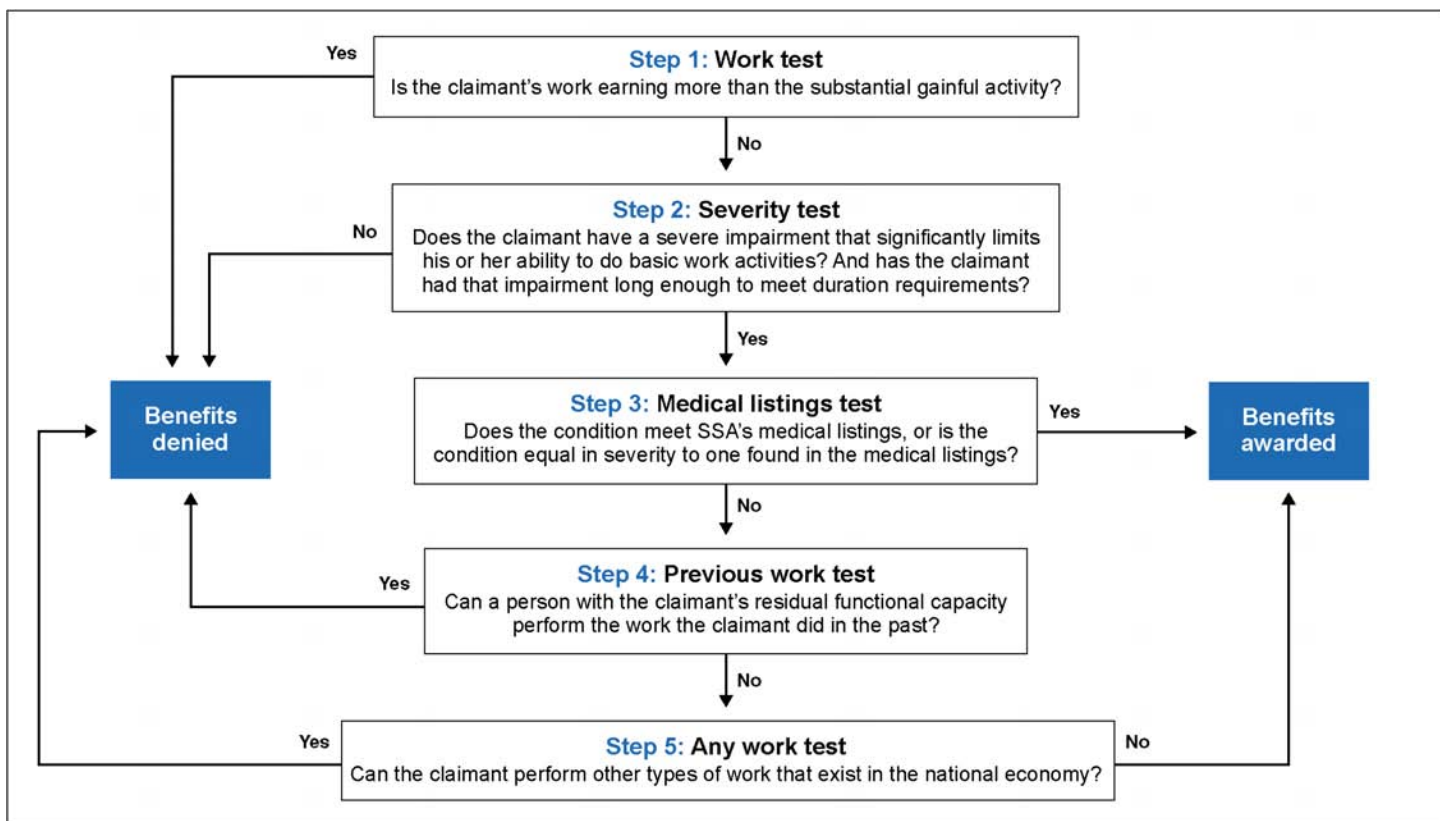 Yes
Step 1: Work test
Is the claimant's work earning more than the substantial gainful activity?
No
Step 2: Severity test
No
Does the claimant have a severe impairment that significantly limits
his or her ability to do basic work activities? And has the claimant
had that impairment long enough to meet duration requirements?
Yes
Benefits
denied
Step 3: Medical listings test
Does the condition meet SSA's medical listings, or is the
condition equal in severity to one found in the medical listings?
Yes
Benefits
awarded
No
Yes
Step 4: Previous work test
Can a person with the claimant's residual functional capacity
perform the work the claimant did in the past?
No
Yes
Step 5: Any work test
Can the claimant perform other types of work that exist in the national economy?
No